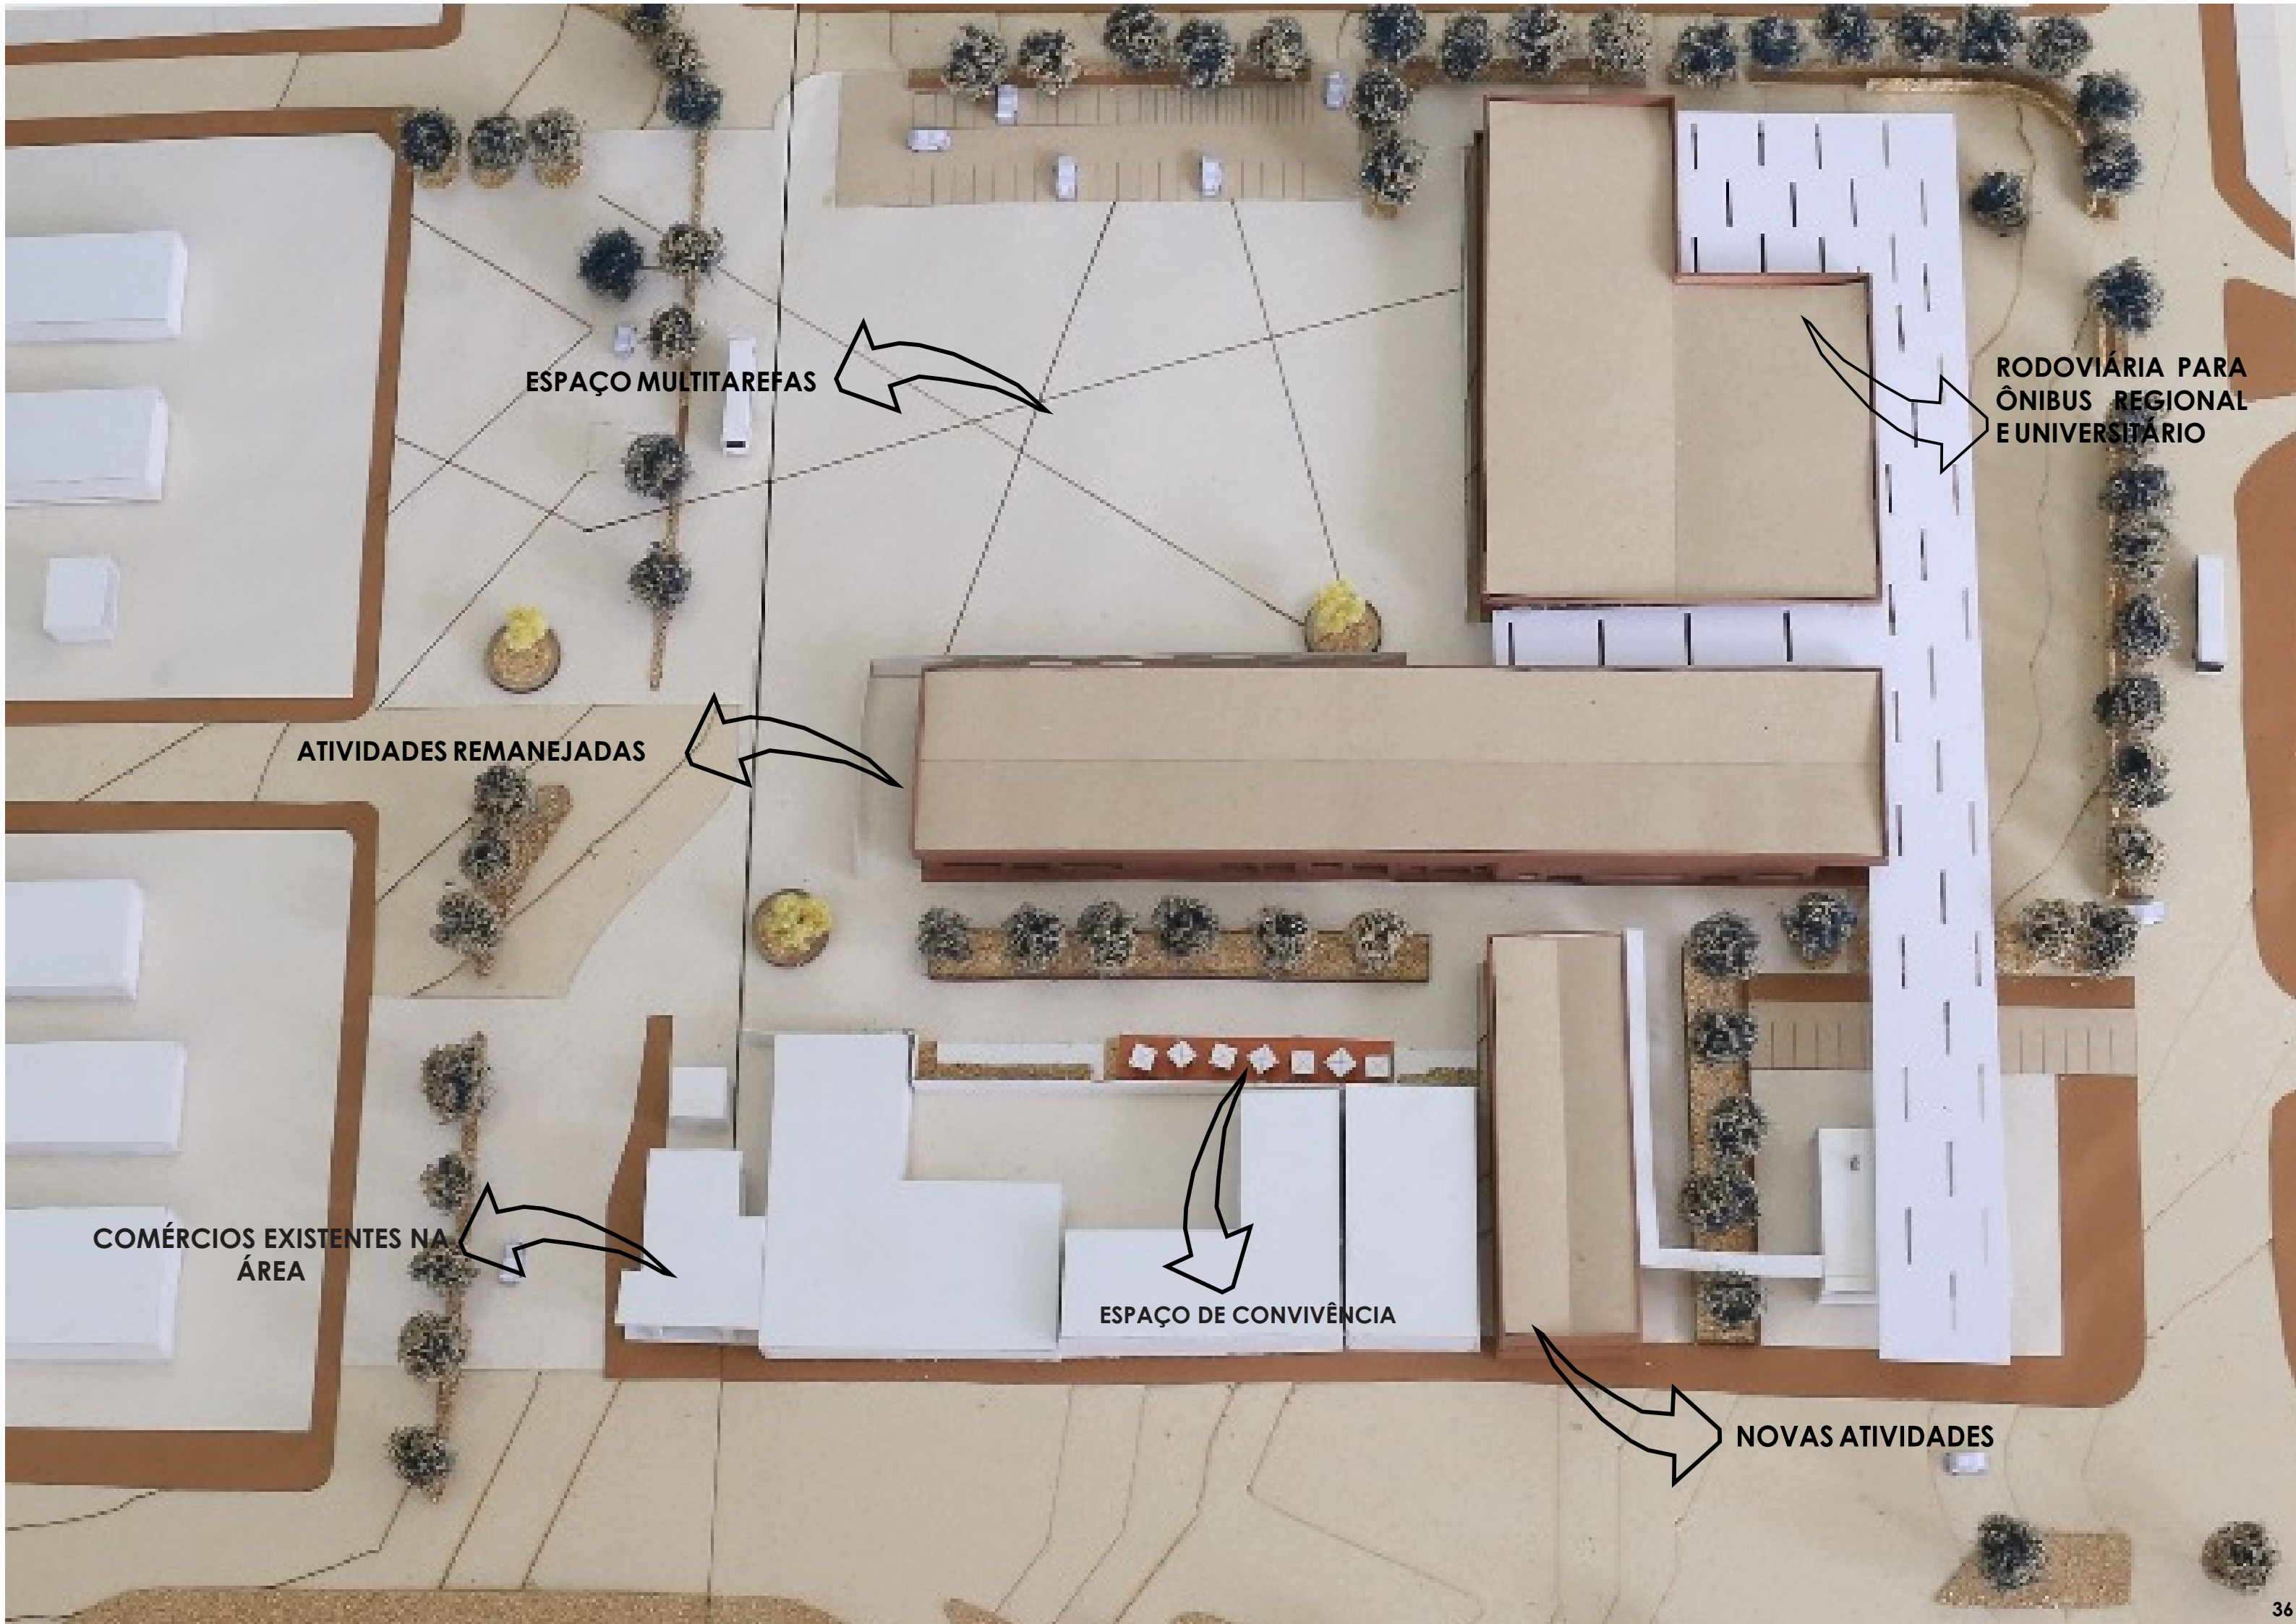 ESPAÇO MULTITAREFAS
RODOVIÁRIA PARA
ÔNIBUS REGIONAL
E UNIVERSITÁRIO
ATIVIDADES REMANEJADAS
COMÉRCIOS EXISTENTES NA
ÁREA
ESPAÇO DE CONVIVÊNCIA
NOVAS ATIVIDADES
36